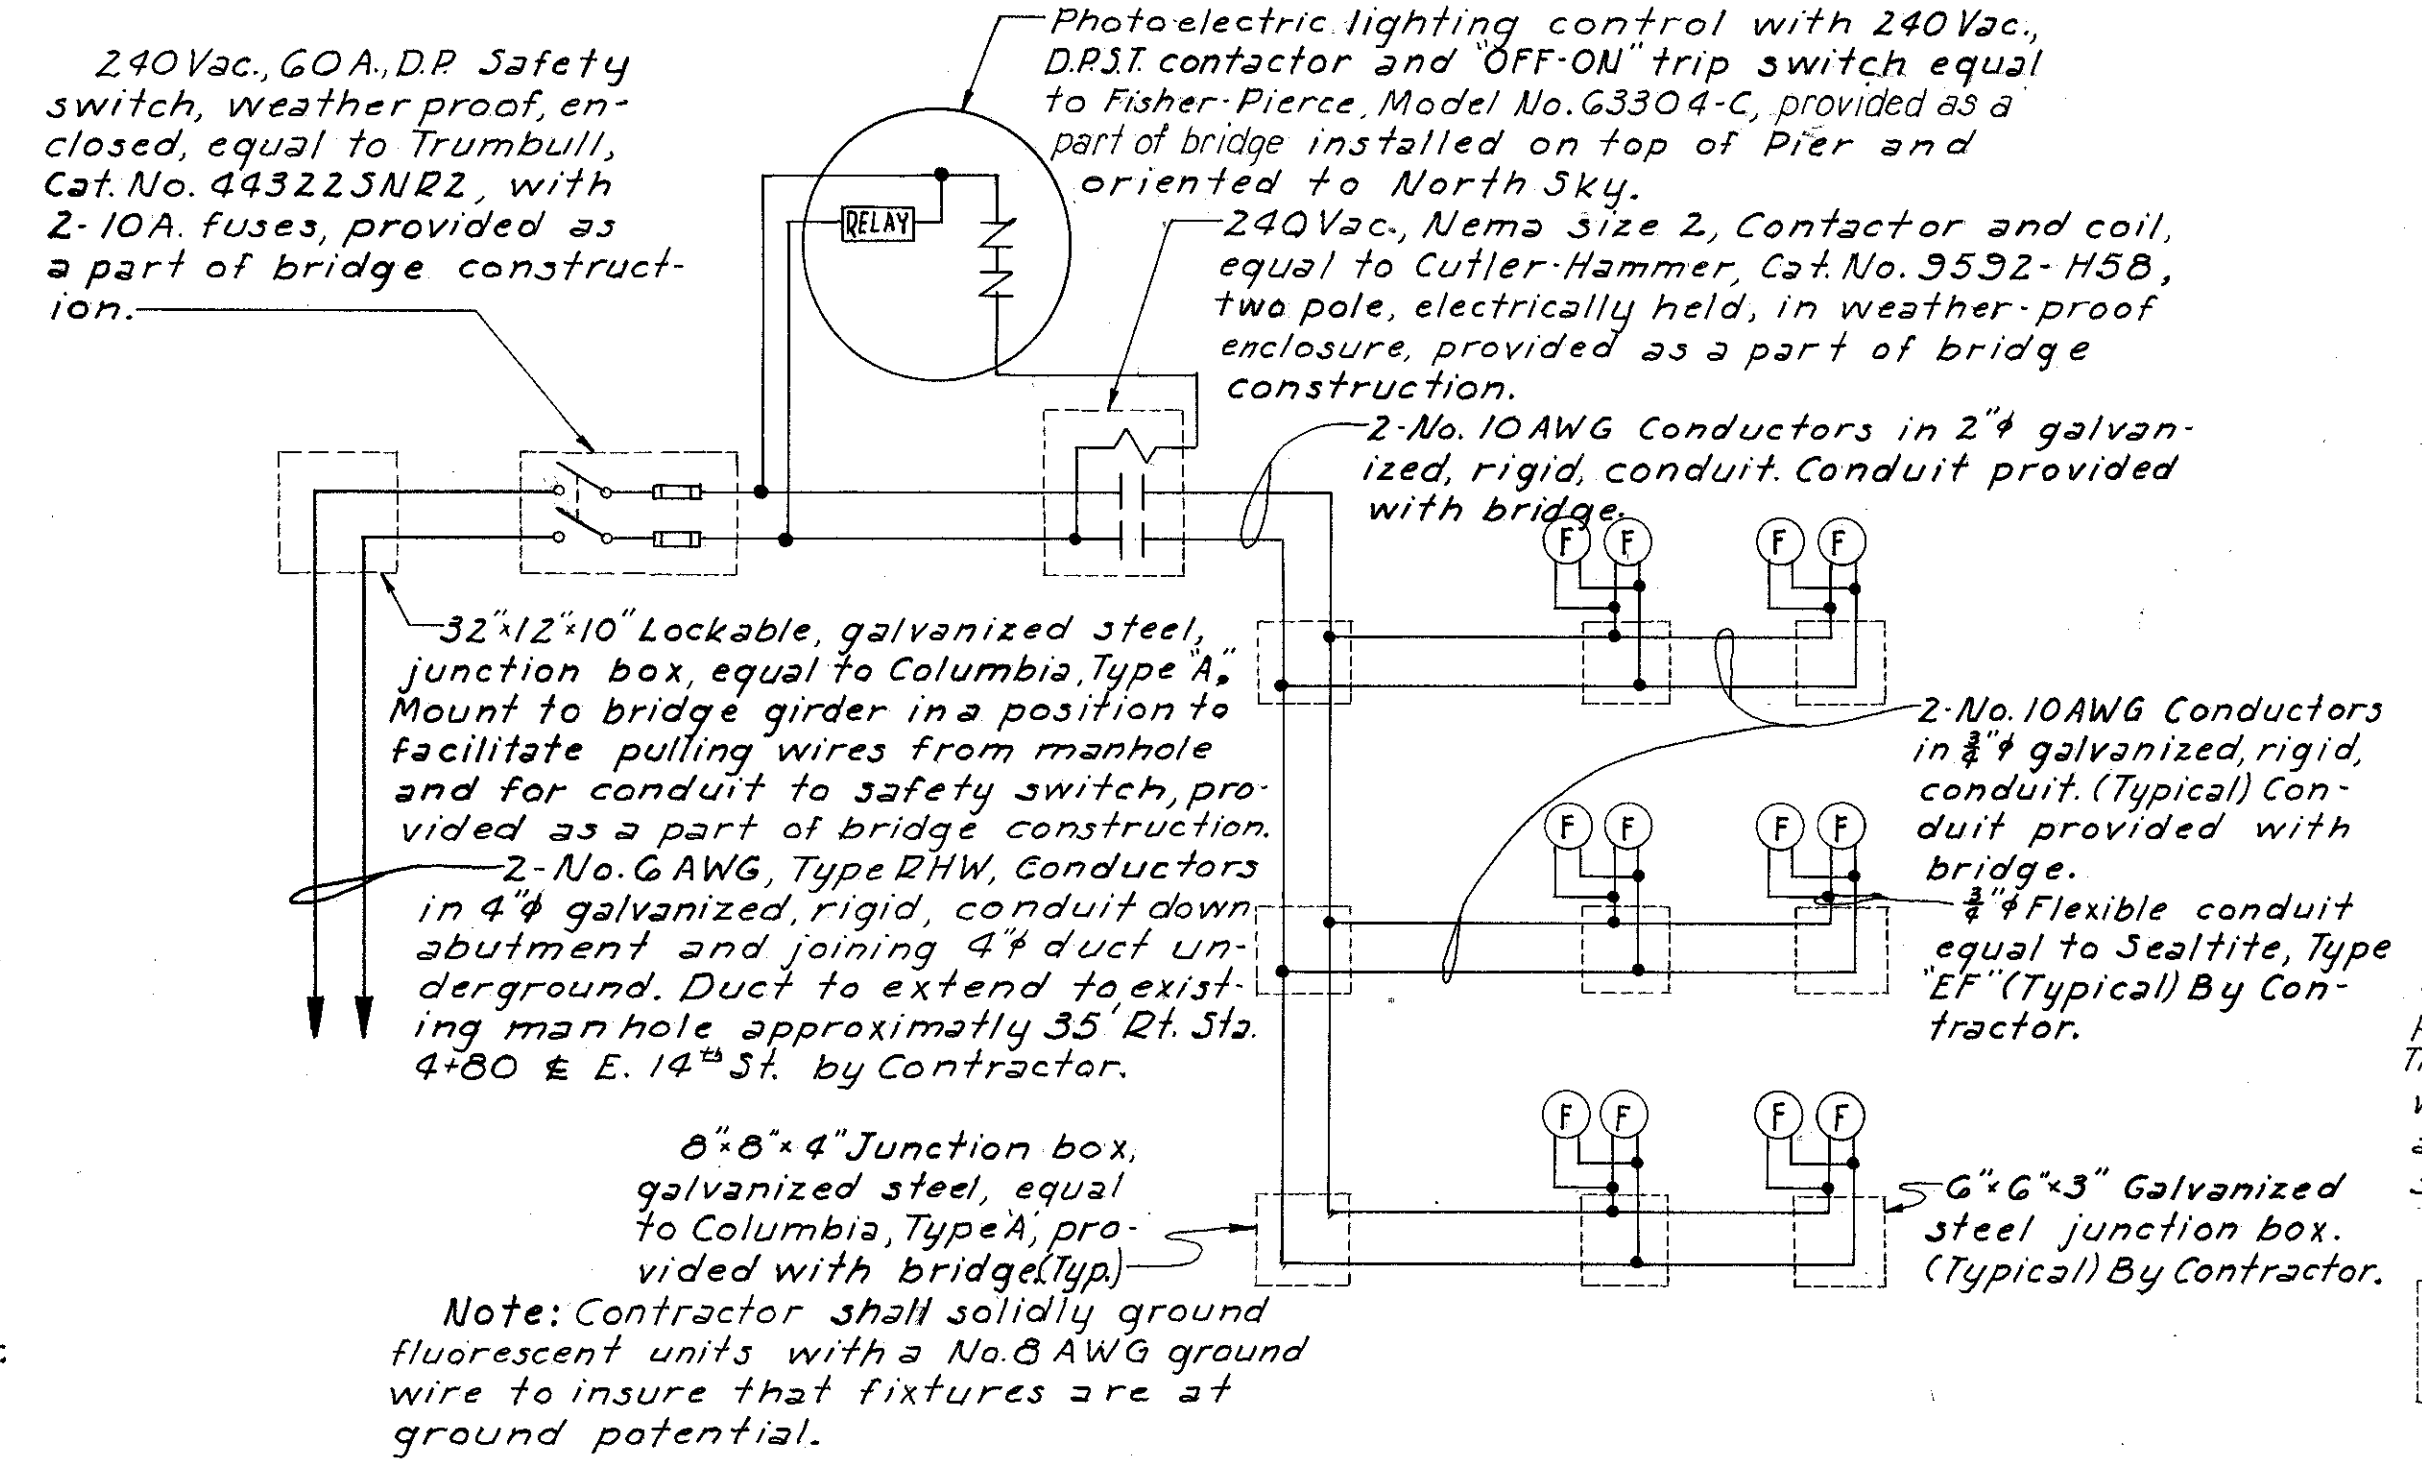 240 Vac., 60 A., D.P. Safety
switch, weather proof, en-
closed, equal to Trumbull,
Cat. No. 44322SNR2, with
2-10A. fuses, provided as
a part of bridge construct-
ion.
Photo electric lighting control with 240 Vac.,
D.P.S.T. contactor and "OFF-ON" trip switch equal
to Fisher-Pierce, Model No. 63304-C, provided as a
part of bridge installed on top of Pier and
oriented to North Sky.
RELAY
240 Vac., Nema size 2, Contactor and coil,
equal to Cutler-Hammer, Cat. No. 9592-H58,
two pole, electrically held, in weather-proof
enclosure, provided as a part of bridge
construction.
2-No. 10 AWG Conductors in 2"ϕ galvan-
ized, rigid, conduit. Conduit provided
with bridge.
F F F F
32"x12"x10" Lockable, galvanized steel,
junction box, equal to Columbia, Type "A."
Mount to bridge girder in a position to
facilitate pulling wires from manhole
and for conduit to safety switch, pro-
vided as a part of bridge construction.
2-No. 6 AWG, Type RHW, Conductors
in 4"ϕ galvanized, rigid, conduit down
abutment and joining 4"ϕ duct un-
derground. Duct to extend to exist-
ing manhole approximatly 35' Rt. Sta.
4+80 ℄ E. 14th St. by Contractor.
2-No. 10 AWG Conductors
in 3/4"ϕ galvanized, rigid,
conduit. (Typical) Con-
duit provided with
bridge.
F F F F
3/4"ϕ Flexible conduit
equal to Sealtite, Type
"EF" (Typical) By Con-
tractor.
F F F F
8"x8"x4" Junction box,
galvanized steel, equal
to Columbia, Type 'A', pro-
vided with bridge. (Typ.)
6"x6"x3" Galvanized
steel junction box.
(Typical) By Contractor.
Note: Contractor shall solidly ground
fluorescent units with a No. 8 AWG ground
wire to insure that fixtures are at
ground potential.